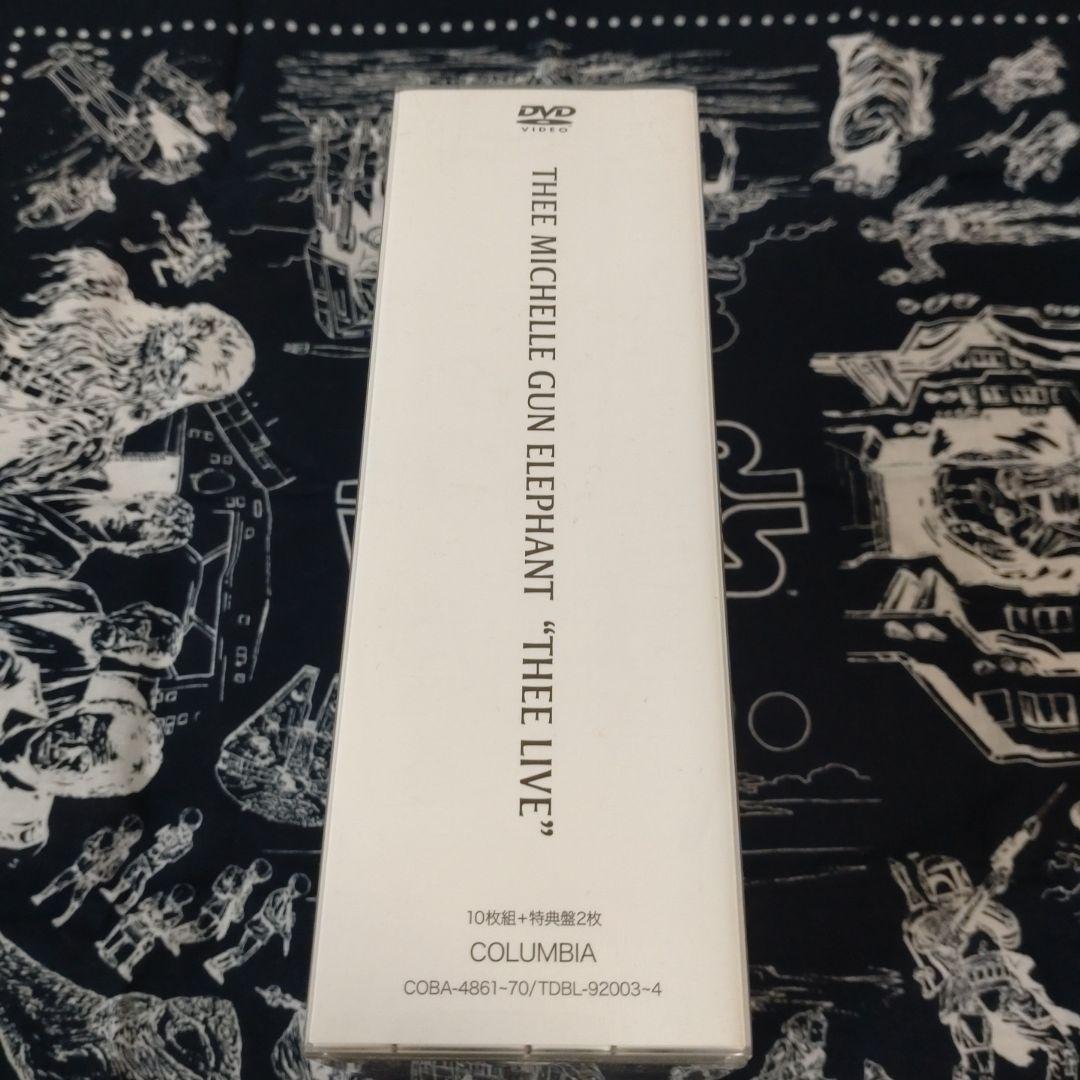 DVD
VIDEO
THEE MICHELLE GUN ELEPHANT “THEE LIVE”
10枚組+特典盤2枚
COLUMBIA
COBA-4861~70/TDBL-92003~4